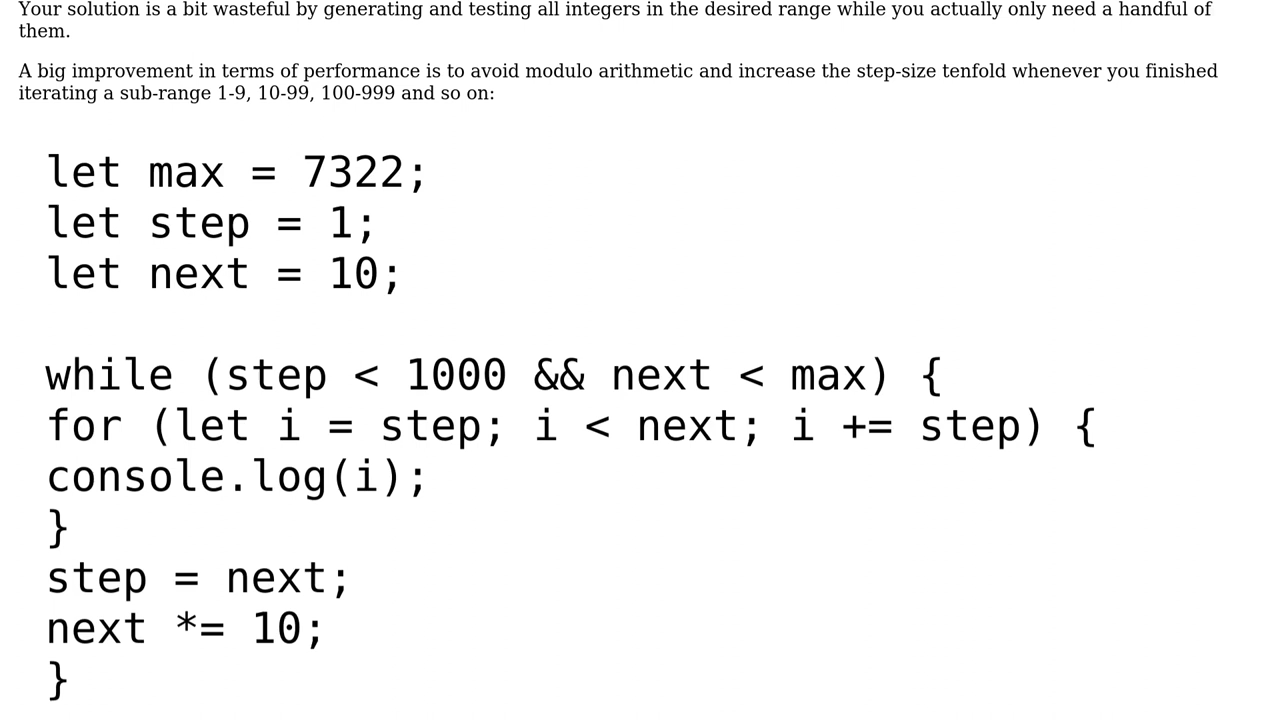 Your solution is a bit wasteful by generating and testing all integers in the desired range while you actually only need a handful of
them.
A big improvement in terms of performance is to avoid modulo arithmetic and increase the step-size tenfold whenever you finished
iterating a sub-range 1-9, 10-99, 100-999 and so on:
let max = 7322;
let step = 1;
let next = 10;
while (step < 1000 && next < max) {
for (let i = step; i < next; i += step) {
console.log(i);
}
step = next;
next *= 10;
}